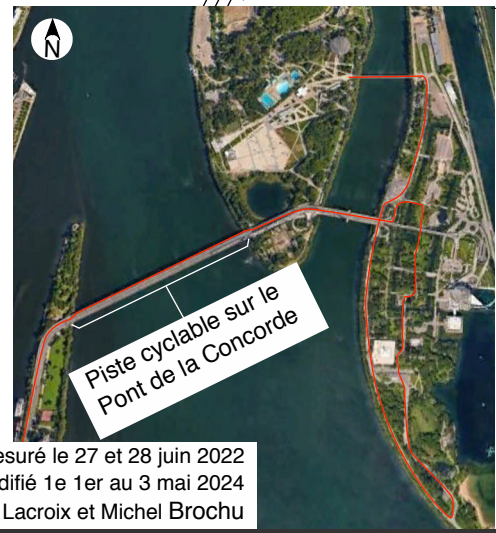 N
Piste cyclable sur le
Pont de la Concorde
esuré le 27 et 28 juin 2022
difié 1e 1er au 3 mai 2024
Lacroix et Michel Brochu